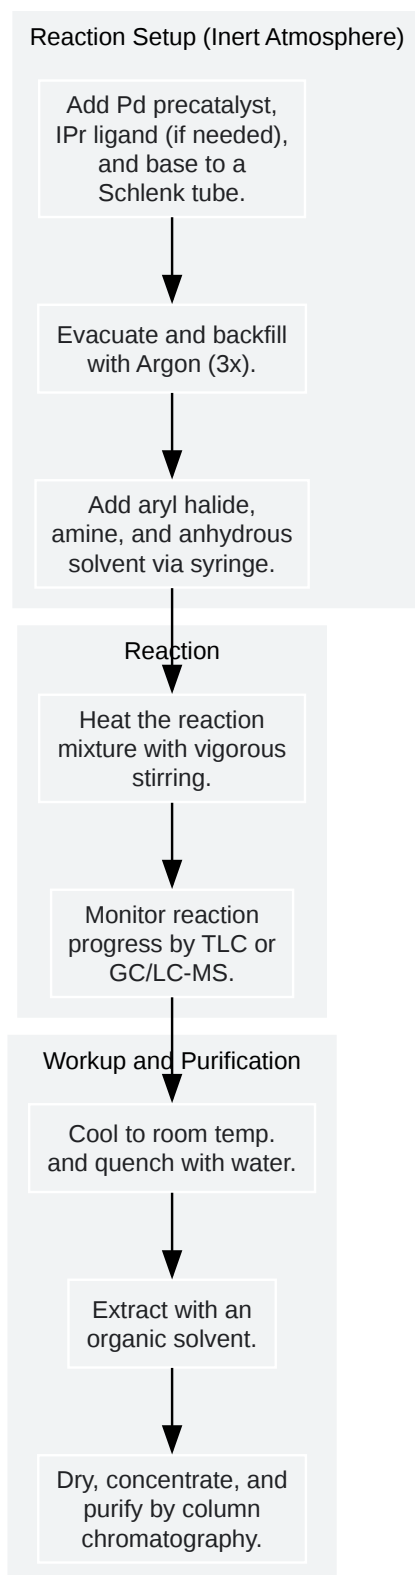 Reaction Setup (Inert Atmosphere)
Add Pd precatalyst,
IPr ligand (if needed),
and base to a
Schlenk tube.
Evacuate and backfill
with Argon (3x).
Add aryl halide,
amine, and anhydrous
solvent via syringe.
Reaction
Heat the reaction
mixture with vigorous
stirring.
Monitor reaction
progress by TLC or
GC/LC-MS.
Workup and Purification
Cool to room temp.
and quench with water.
Extract with an
organic solvent.
Dry, concentrate, and
purify by column
chromatography.